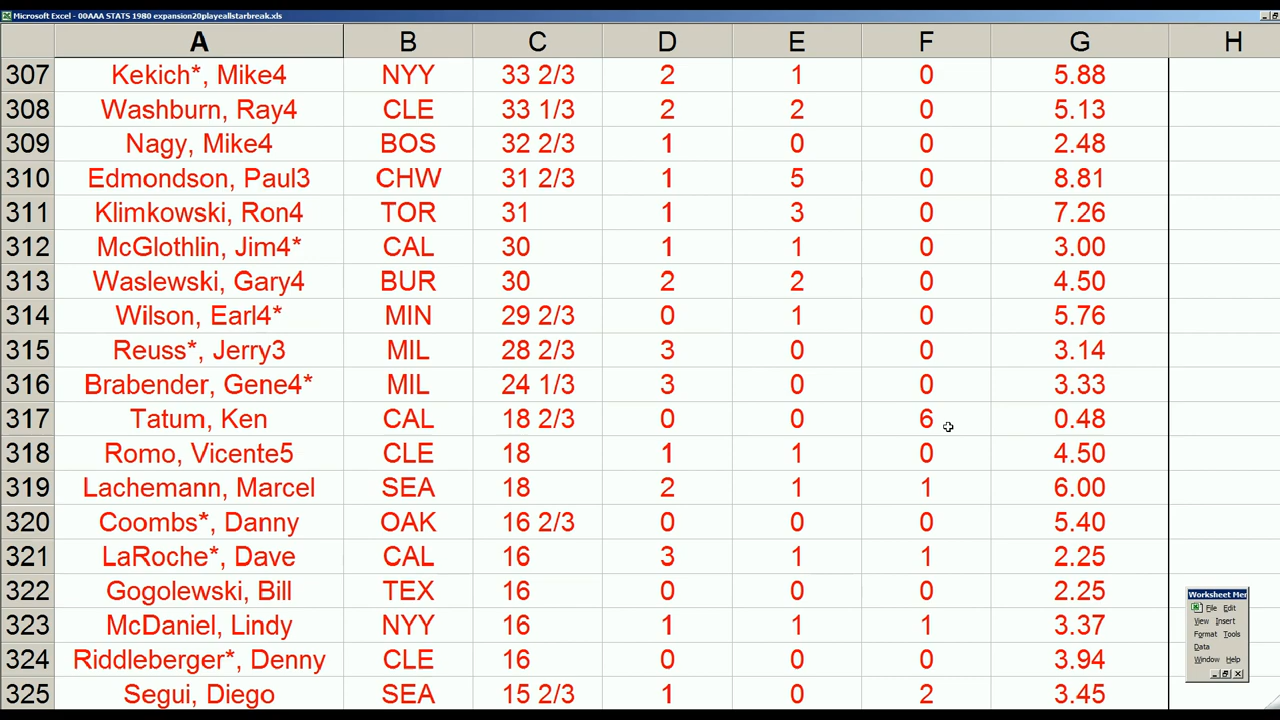 Microsoft Excel - 00AAA STATS 1980 expansion20playeallstarbreak.xls
A B C D E F G H
307 Kekich*, Mike4 NYY 33 2/3 2 1 0 5.88
308 Washburn, Ray4 CLE 33 1/3 2 2 0 5.13
309 Nagy, Mike4 BOS 32 2/3 1 0 0 2.48
310 Edmondson, Paul3 CHW 31 2/3 1 5 0 8.81
311 Klimkowski, Ron4 TOR 31 1 3 0 7.26
312 McGlothlin, Jim4* CAL 30 1 1 0 3.00
313 Waslewski, Gary4 BUR 30 2 2 0 4.50
314 Wilson, Earl4* MIN 29 2/3 0 1 0 5.76
315 Reuss*, Jerry3 MIL 28 2/3 3 0 0 3.14
316 Brabender, Gene4* MIL 24 1/3 3 0 0 3.33
317 Tatum, Ken CAL 18 2/3 0 0 6 0.48
318 Romo, Vicente5 CLE 18 1 1 0 4.50
319 Lachemann, Marcel SEA 18 2 1 1 6.00
320 Coombs*, Danny OAK 16 2/3 0 0 0 5.40
321 LaRoche*, Dave CAL 16 3 1 1 2.25
322 Gogolewski, Bill TEX 16 0 0 0 2.25
323 McDaniel, Lindy NYY 16 1 1 1 3.37
324 Riddleberger*, Denny CLE 16 0 0 0 3.94
325 Segui, Diego SEA 15 2/3 1 0 2 3.45
Worksheet Mer
File Edit
View Insert
Format Tools
Data
Window Help